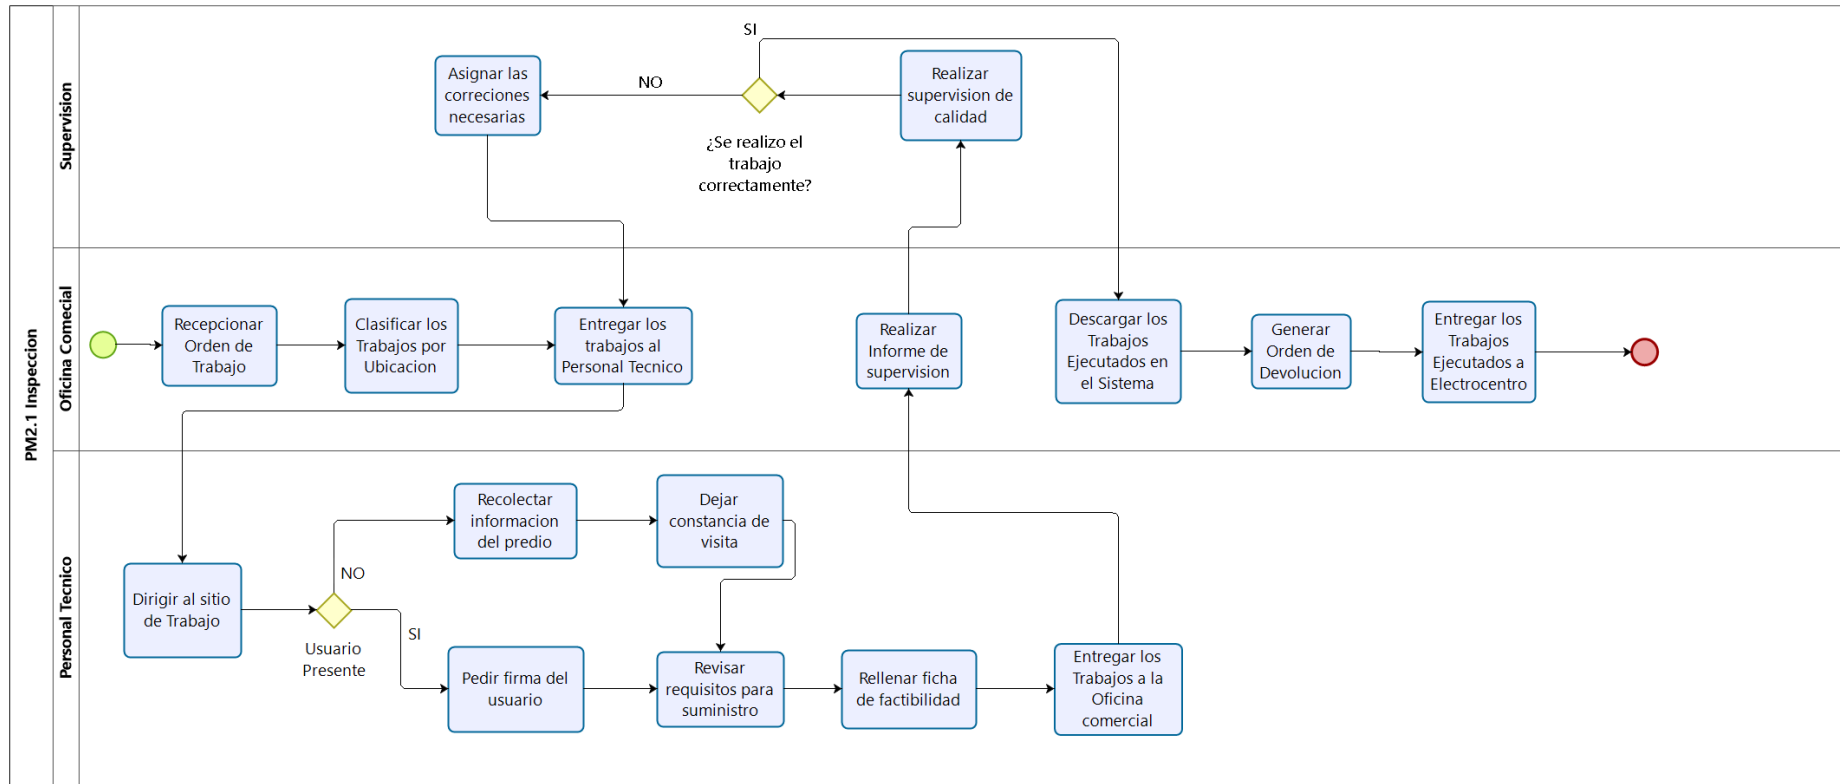 PM2.1 Inspeccion
Supervision
SI
Asignar las
correciones
necesarias
NO
Realizar
supervision de
calidad
¿Se realizo el
trabajo
correctamente?
Oficina Comecial
Recepcionar
Orden de
Trabajo
Clasificar los
Trabajos por
Ubicacion
Entregar los
trabajos al
Personal Tecnico
Realizar
Informe de
supervision
Descargar los
Trabajos
Ejecutados en
el Sistema
Generar
Orden de
Devolucion
Entregar los
Trabajos
Ejecutados a
Electrocentro
Personal Tecnico
Dirigir al sitio
de Trabajo
NO
SI
Usuario
Presente
Recolectar
informacion
del predio
Dejar
constancia de
visita
Pedir firma del
usuario
Revisar
requisitos para
suministro
Rellenar ficha
de factibilidad
Entregar los
Trabajos a la
Oficina
comercial